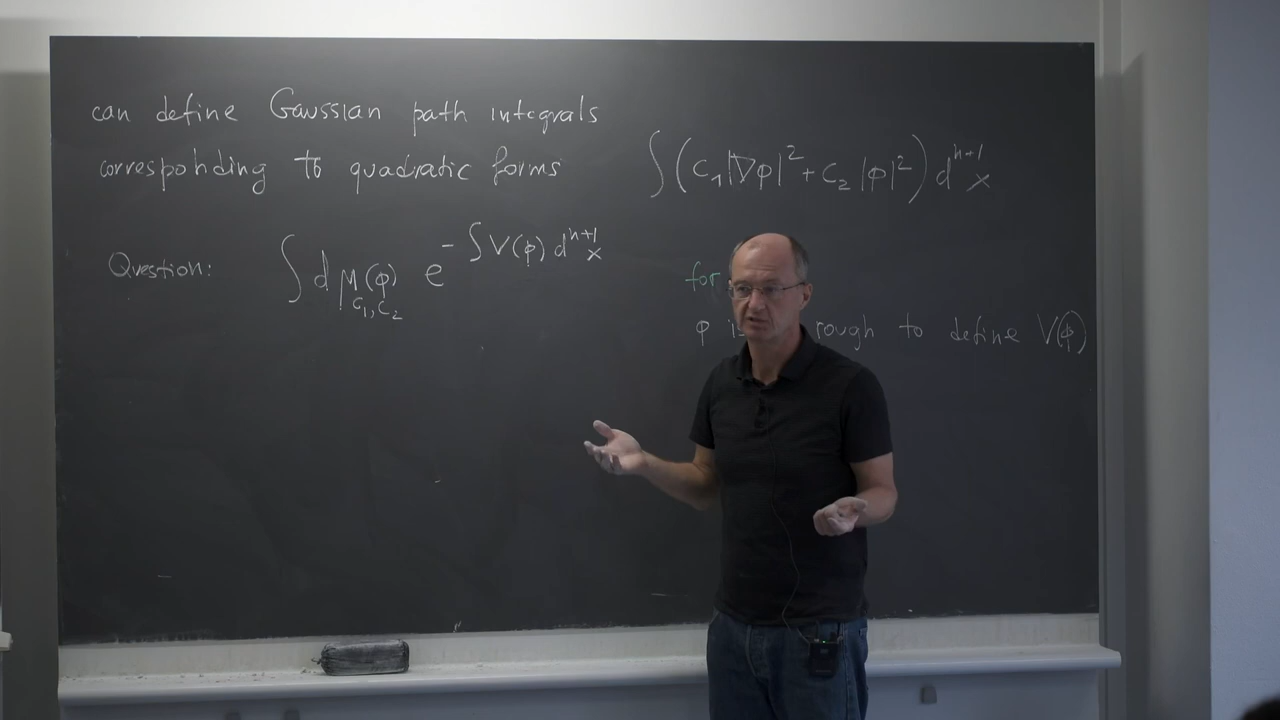 can define Gaussian path integrals
corresponding to quadratic forms
∫(c₁|∇φ|² + c₂|φ|²) dⁿ⁺¹x
Question: ∫dμ_{c₁,c₂}(φ) e^{-∫V(φ) dⁿ⁺¹x}
for
φ rough to define V(φ)